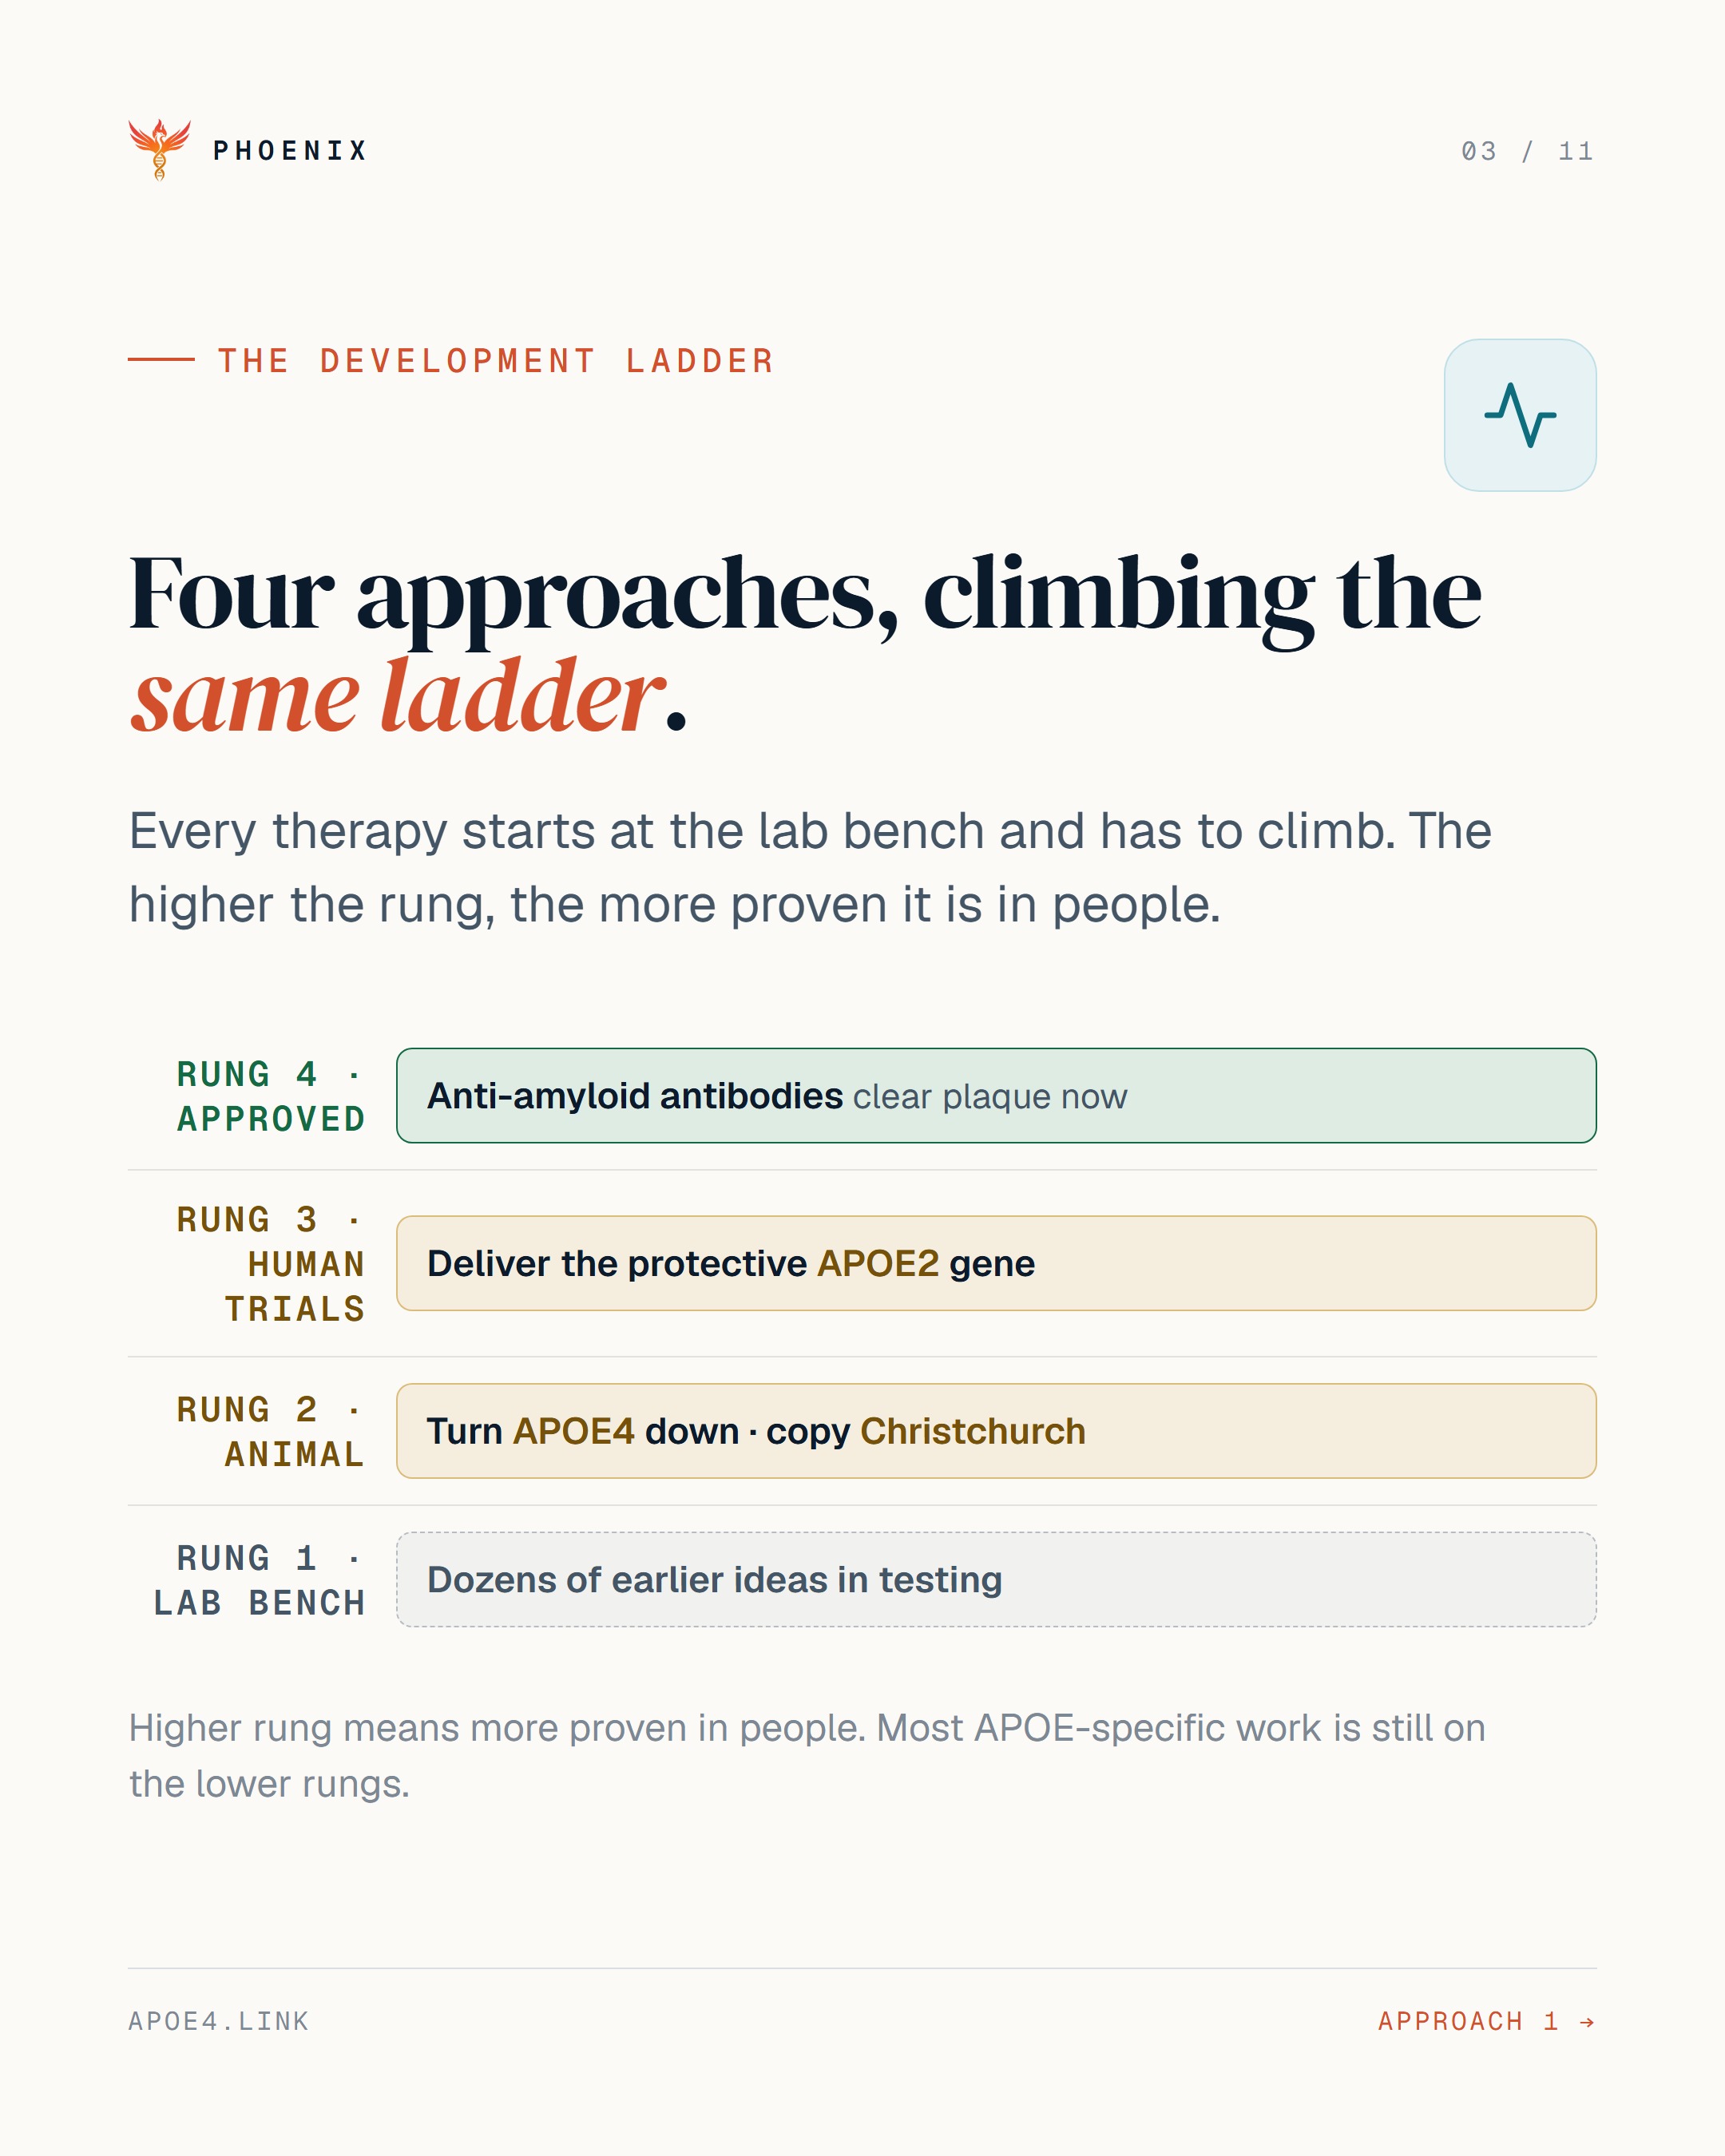 PHOENIX
03 / 11
THE DEVELOPMENT LADDER
Four approaches, climbing the
same ladder.
Every therapy starts at the lab bench and has to climb. The
higher the rung, the more proven it is in people.
RUNG 4 ·
APPROVED
Anti-amyloid antibodies clear plaque now
RUNG 3 ·
HUMAN
TRIALS
Deliver the protective APOE2 gene
RUNG 2 ·
ANIMAL
Turn APOE4 down · copy Christchurch
RUNG 1 ·
LAB BENCH
Dozens of earlier ideas in testing
Higher rung means more proven in people. Most APOE-specific work is still on
the lower rungs.
APOE4.LINK
APPROACH 1 →